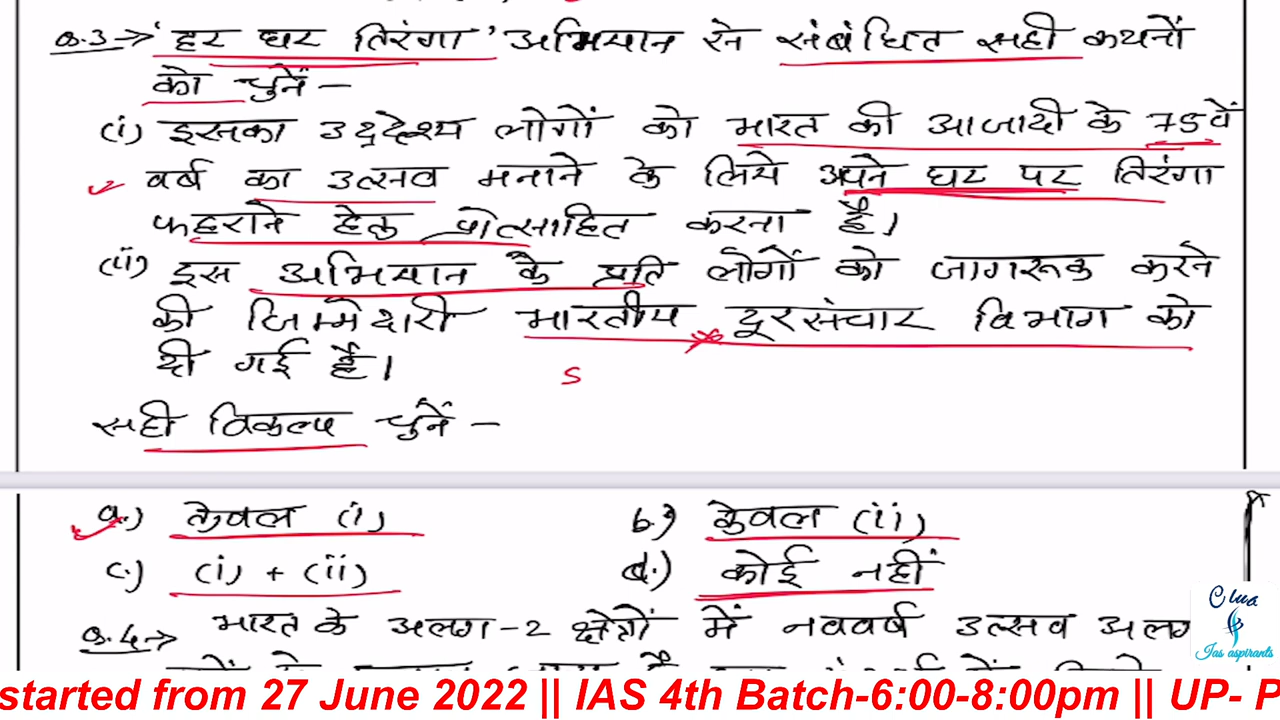 Q.3→ 'हर घर तिरंगा' अभियान से संबंधित सही कथनों
को चुनें –
(i) इसका उद्देश्य लोगों को भारत की आजादी के 75वें
वर्ष का उत्सव मनाने के लिये अपने घर पर तिरंगा
फहराने हेतु प्रोत्साहित करना है।
(ii) इस अभियान के प्रति लोगों को जागरूक करने
की जिम्मेदारी भारतीय दूरसंचार विभाग को
दी गई है।
S
सही विकल्प चुनें –
a.) केवल (i) b.) केवल (ii)
c.) (i) + (ii) d.) कोई नहीं
Q.4→ भारत के अलग-2 क्षेत्रों में नववर्ष उत्सव अलग
Ias aspirants
started from 27 June 2022 || IAS 4th Batch-6:00-8:00pm || UP- P